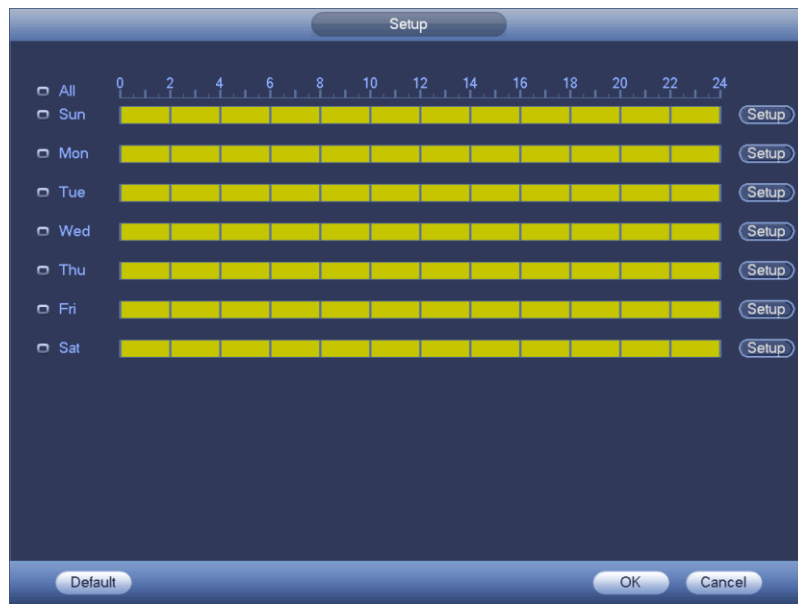 Setup
All 0 2 4 6 8 10 12 14 16 18 20 22 24
Sun Setup
Mon Setup
Tue Setup
Wed Setup
Thu Setup
Fri Setup
Sat Setup
Default OK Cancel